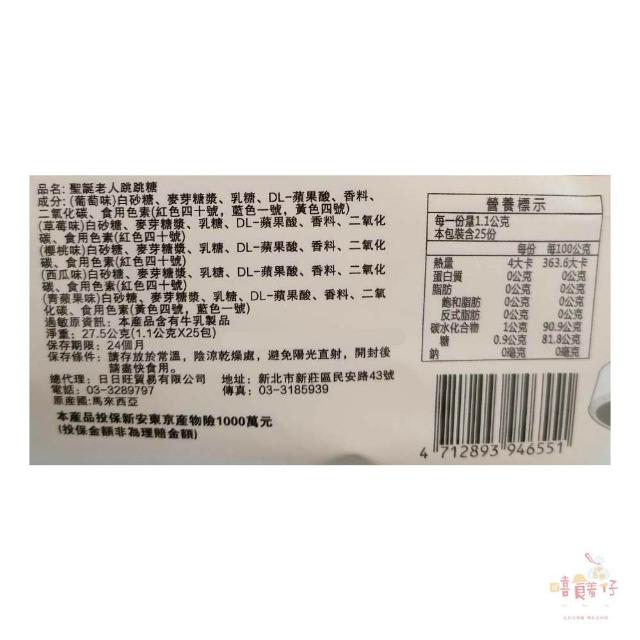 品名: 聖誕老人跳跳糖
成分: (葡萄味)白砂糖、麥芽糖漿、乳糖、DL-蘋果酸、香料、
二氧化碳、食用色素(紅色四十號，藍色一號，黃色四號)
(草莓味)白砂糖、麥芽糖漿、乳糖、DL-蘋果酸、香料、二氧化
碳、食用色素(紅色四十號)
(櫻桃味)白砂糖、麥芽糖漿、乳糖、DL-蘋果酸、香料、二氧化
碳、食用色素(紅色四十號)
(西瓜味)白砂糖、麥芽糖漿、乳糖、DL-蘋果酸、香料、二氧化
碳、食用色素(紅色四十號)
(青蘋果味)白砂糖、麥芽糖漿、乳糖、DL-蘋果酸、香料、二氧
化碳、食用色素(黃色四號，藍色一號)
過敏原資訊: 本產品含有牛乳製品
淨重: 27.5公克(1.1公克X25包)
保存期限: 24個月
保存條件: 請存放於常溫，陰涼乾燥處，避免陽光直射，開封後
請盡快食用。
總代理: 日日旺貿易有限公司 地址: 新北市新莊區民安路43號
電話: 03-3289797 傳真: 03-3185939
原產國:馬來西亞
本產品投保新安東京產物險1000萬元
(投保金額非為理賠金額)
營養標示
每一份量1.1公克
本包裝含25份
每份 每100公克
熱量 4大卡 363.6大卡
蛋白質 0公克 0公克
脂肪 0公克 0公克
飽和脂肪 0公克 0公克
反式脂肪 0公克 0公克
碳水化合物 1公克 90.9公克
糖 0.9公克 81.8公克
鈉 0毫克 0毫克
4 712893 946551
嘻食羞仔